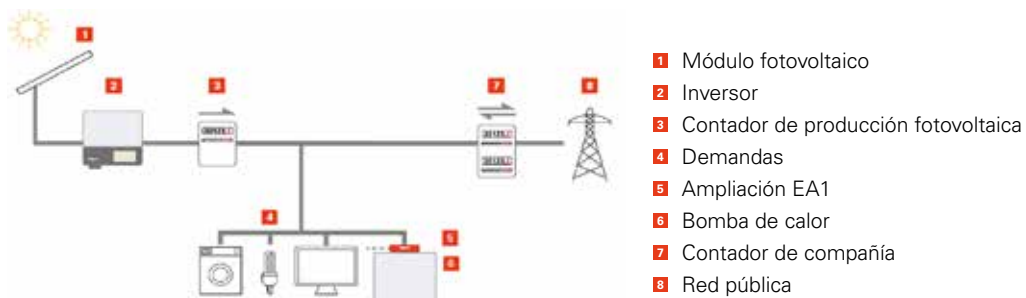 1
2
3
7
8
4
5
6
1 Módulo fotovoltaico
2 Inversor
3 Contador de producción fotovoltaica
4 Demandas
5 Ampliación EA1
6 Bomba de calor
7 Contador de compañía
8 Red pública